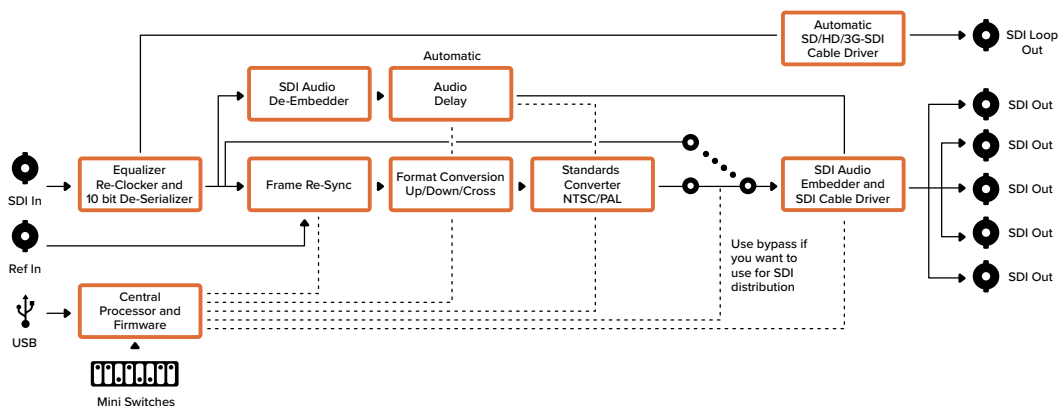 Automatic
SD/HD/3G-SDI
Cable Driver
SDI Loop
Out
Automatic
SDI Audio
De-Embedder
Audio
Delay
SDI Out
SDI Out
SDI In
Equalizer
Re-Clocker and
10 bit De-Serializer
Frame Re-Sync
Format Conversion
Up/Down/Cross
Standards
Converter
NTSC/PAL
SDI Audio
Embedder and
SDI Cable Driver
SDI Out
SDI Out
SDI Out
Ref In
Use bypass if
you want to
use for SDI
distribution
USB
Central
Processor and
Firmware
Mini Switches